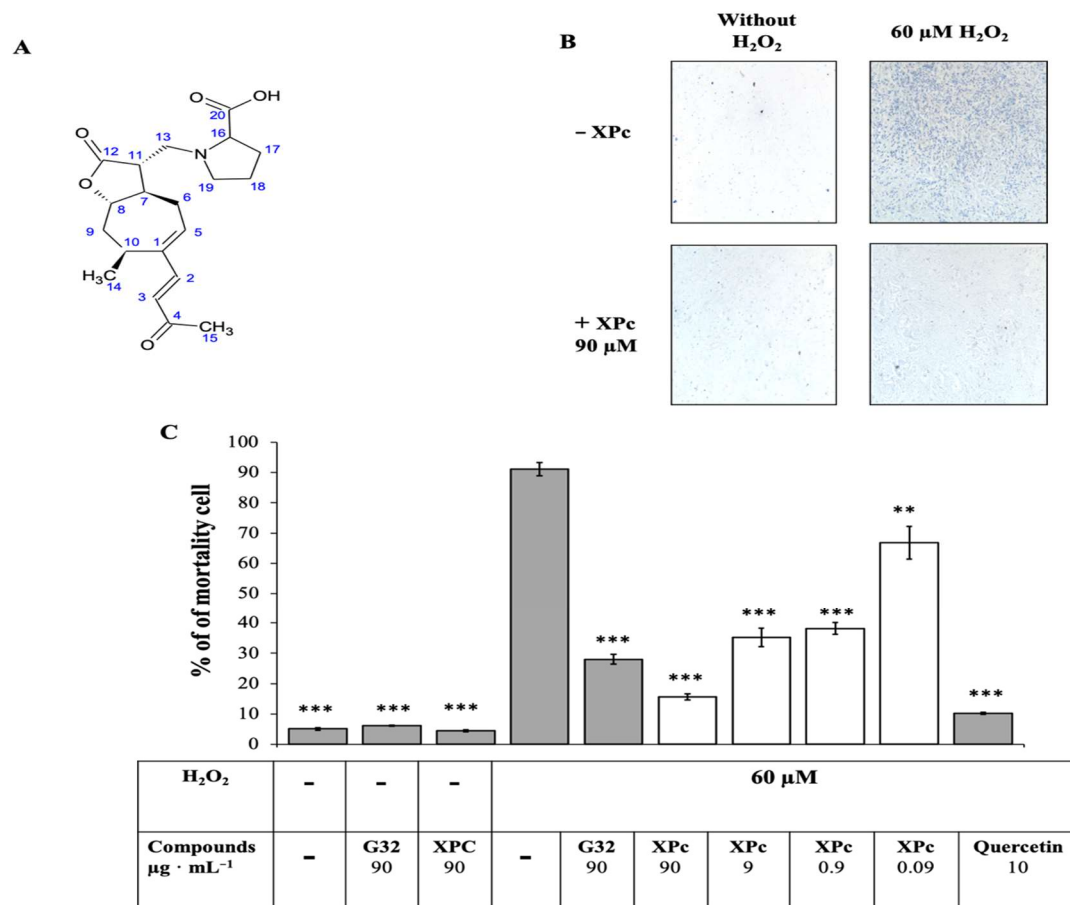 A
O
OH
20
O
13
16
N
17
12
11
O
19
18
7
6
8
9
5
10
1
H₃C
14
2
3
4
CH₃
15
O
B
Without
H₂O₂
60 μM H₂O₂
– XPc
+ XPc
90 μM
C
% of of mortality cell
100
90
80
70
60
50
40
30
20
10
0
***
***
***
***
***
***
***
**
***
H₂O₂ - - - 60 μM
Compounds
μg · mL⁻¹
-
G32
90
XPC
90
-
G32
90
XPc
90
XPc
9
XPc
0.9
XPc
0.09
Quercetin
10